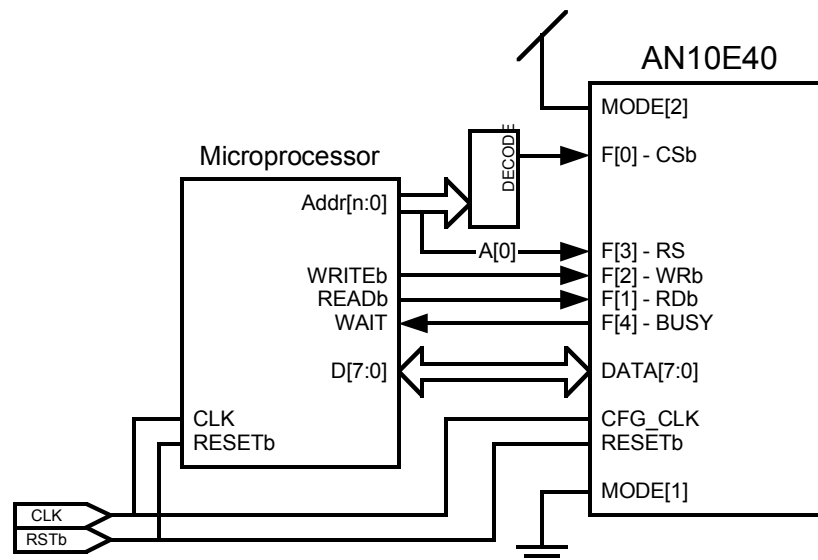 AN10E40
MODE[2]
DECODE
F[0] - CSb
Microprocessor
Addr[n:0]
A[0]
F[3] - RS
WRITEb
F[2] - WRb
READb
F[1] - RDb
WAIT
F[4] - BUSY
D[7:0]
DATA[7:0]
CLK
CFG_CLK
RESETb
RESETb
MODE[1]
CLK
RSTb